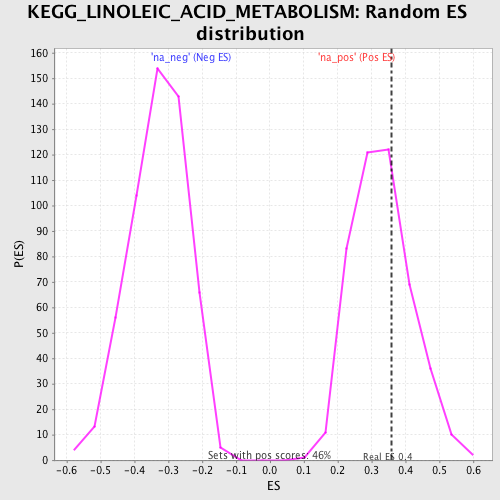 KEGG_LINOLEIC_ACID_METABOLISM: Random ES
distribution
'na_neg' (Neg ES)
'na_pos' (Pos ES)
160
150
140
130
120
110
100
90
80
70
60
50
40
30
20
10
0
P(ES)
Sets with pos scores: 46%
Real ES 0.4
-0.6 -0.5 -0.4 -0.3 -0.2 -0.1 0.0 0.1 0.2 0.3 0.4 0.5 0.6
ES